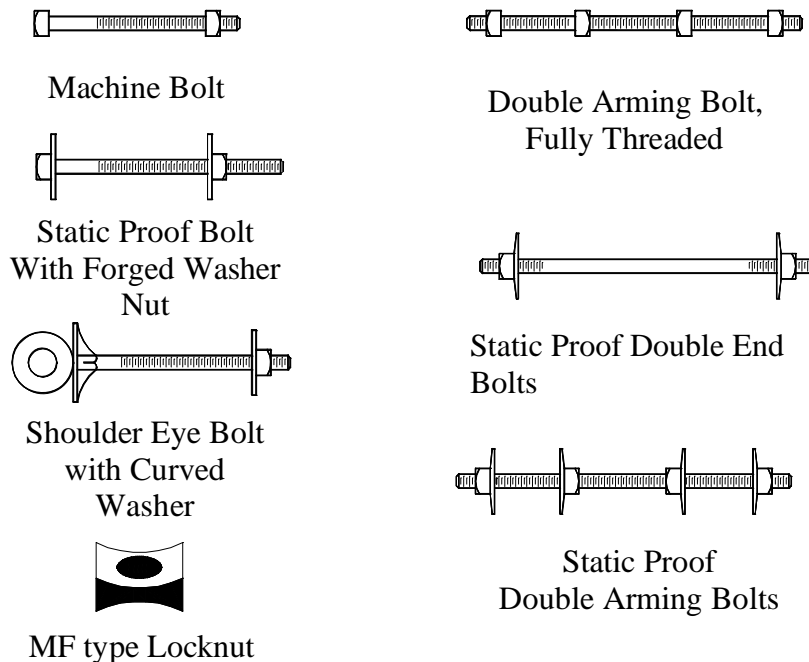 Machine Bolt
Double Arming Bolt,
Fully Threaded
Static Proof Bolt
With Forged Washer
Nut
Static Proof Double End
Bolts
Shoulder Eye Bolt
with Curved
Washer
Static Proof
Double Arming Bolts
MF type Locknut